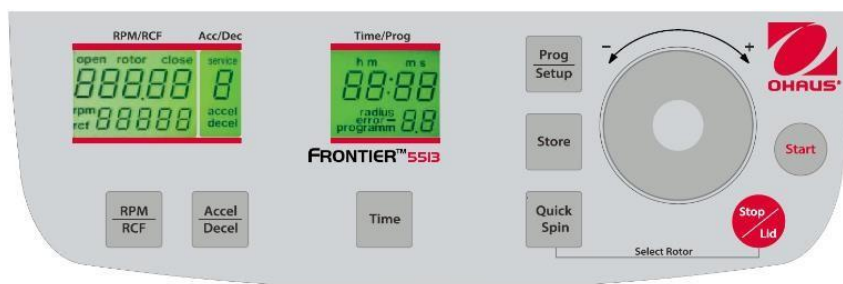 RPM/RCF Acc/Dec
open rotor close service
888.88 8
rpm accel
rcf 88888 decel
Time/Prog
h m m s
88:88
radius
error/
programm 8.8
FRONTIER™5513
RPM
RCF
Accel
Decel
Time
Prog
Setup
Store
Quick
Spin
− +
Select Rotor
OHAUS®
Start
Stop
Lid